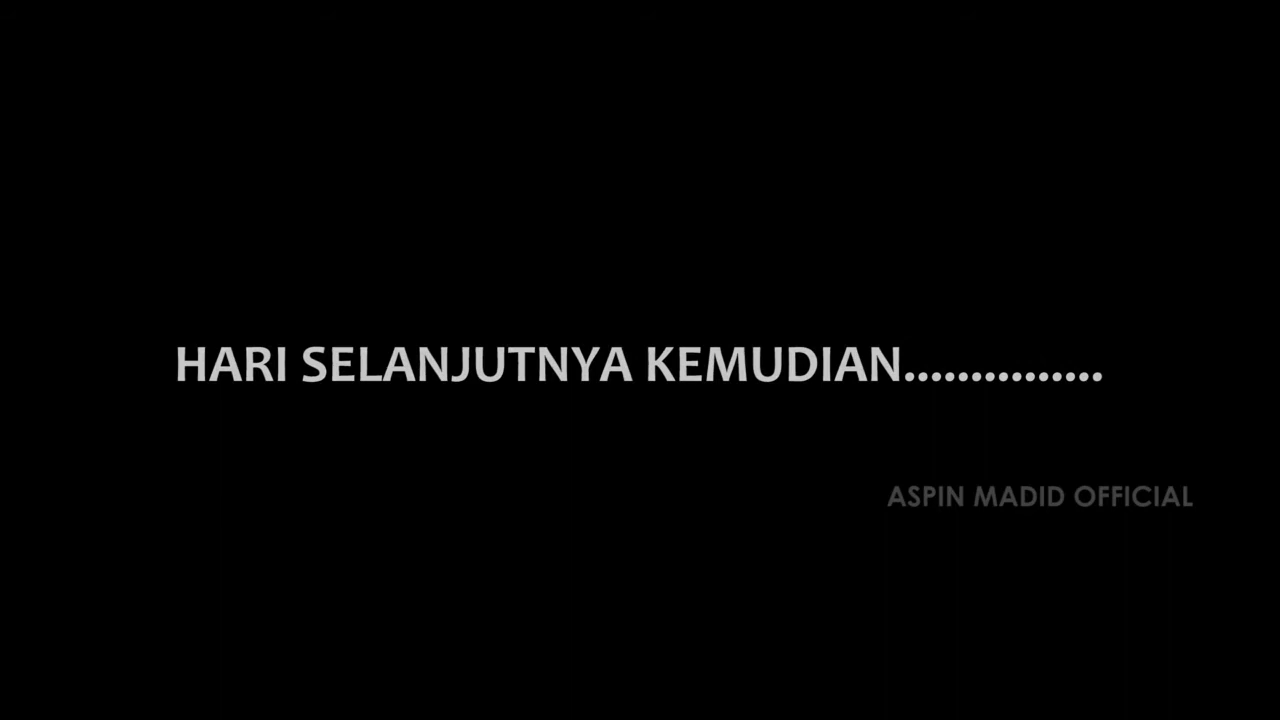 HARI SELANJUTNYA KEMUDIAN...............
ASPIN MADID OFFICIAL